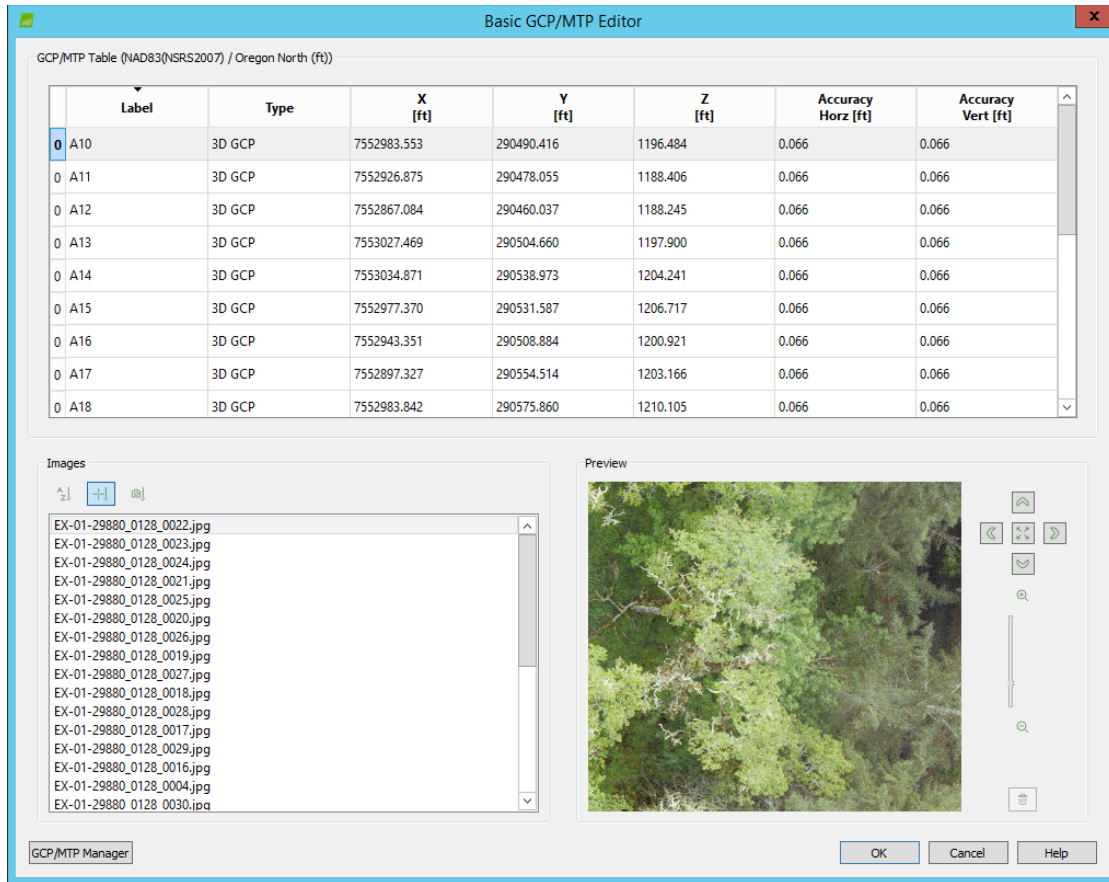 Basic GCP/MTP Editor
x
GCP/MTP Table (NAD83(NSRS2007) / Oregon North (ft))
Label Type X [ft] Y [ft] Z [ft] Accuracy Horz [ft] Accuracy Vert [ft]
0 A10 3D GCP 7552983.553 290490.416 1196.484 0.066 0.066
0 A11 3D GCP 7552926.875 290478.055 1188.406 0.066 0.066
0 A12 3D GCP 7552867.084 290460.037 1188.245 0.066 0.066
0 A13 3D GCP 7553027.469 290504.660 1197.900 0.066 0.066
0 A14 3D GCP 7553034.871 290538.973 1204.241 0.066 0.066
0 A15 3D GCP 7552977.370 290531.587 1206.717 0.066 0.066
0 A16 3D GCP 7552943.351 290508.884 1200.921 0.066 0.066
0 A17 3D GCP 7552897.327 290554.514 1203.166 0.066 0.066
0 A18 3D GCP 7552983.842 290575.860 1210.105 0.066 0.066
Images
EX-01-29880_0128_0022.jpg
EX-01-29880_0128_0023.jpg
EX-01-29880_0128_0024.jpg
EX-01-29880_0128_0021.jpg
EX-01-29880_0128_0025.jpg
EX-01-29880_0128_0020.jpg
EX-01-29880_0128_0026.jpg
EX-01-29880_0128_0019.jpg
EX-01-29880_0128_0027.jpg
EX-01-29880_0128_0018.jpg
EX-01-29880_0128_0028.jpg
EX-01-29880_0128_0017.jpg
EX-01-29880_0128_0029.jpg
EX-01-29880_0128_0016.jpg
EX-01-29880_0128_0004.jpg
EX-01-29880_0128_0030.jpg
Preview
GCP/MTP Manager
OK Cancel Help